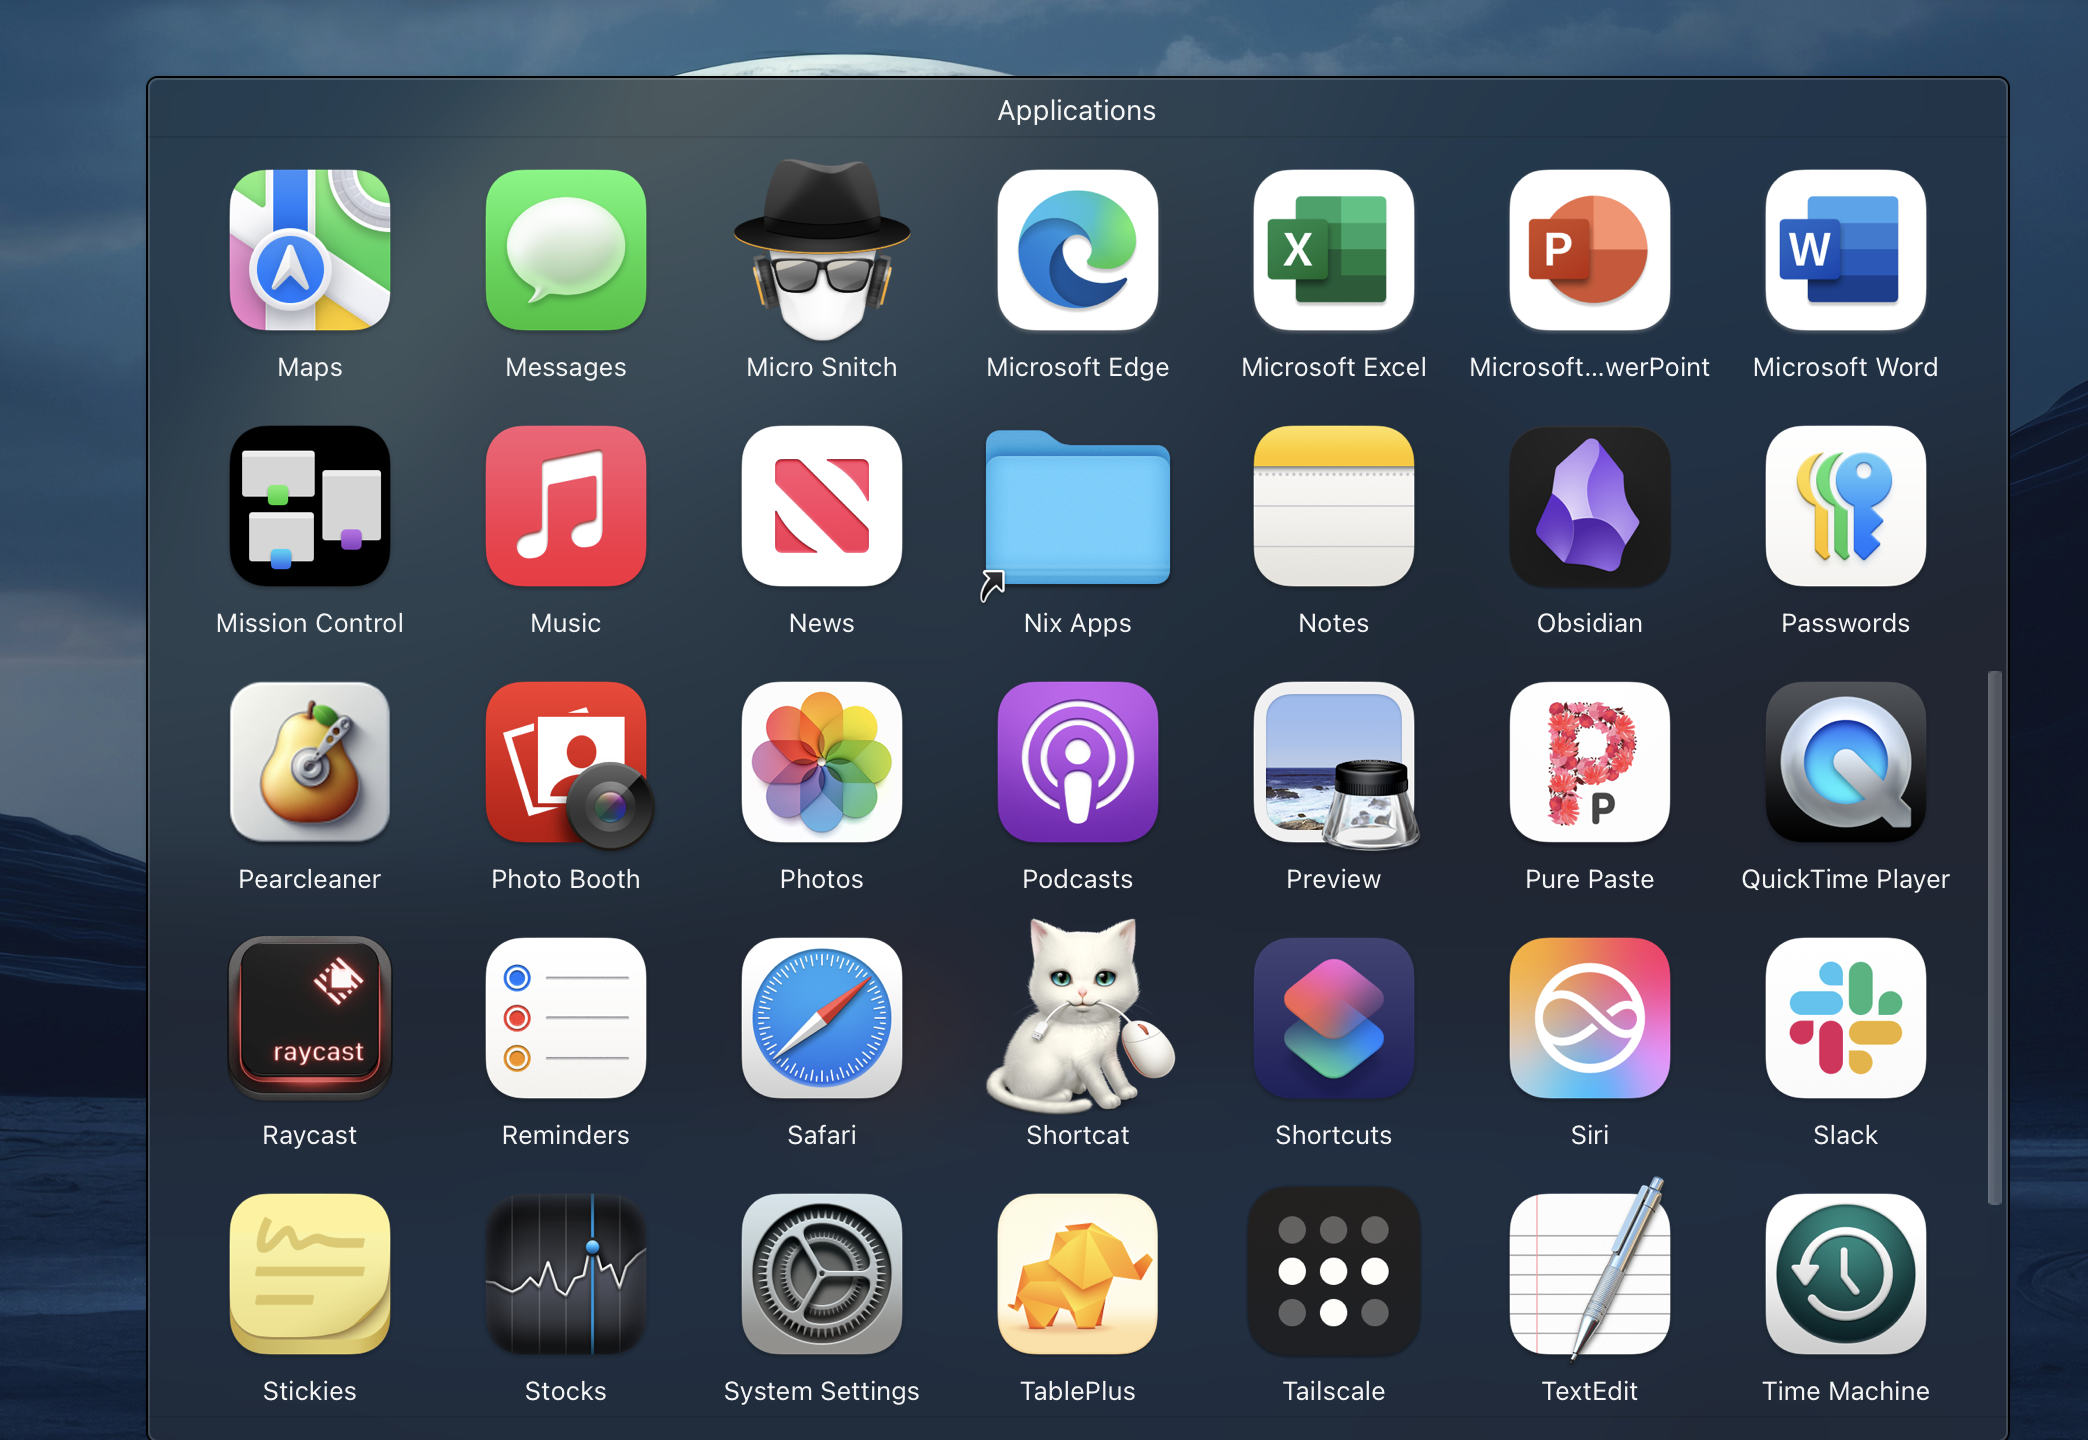 Applications
X
P
W
Maps
Messages
Micro Snitch
Microsoft Edge
Microsoft Excel
Microsoft...werPoint
Microsoft Word
Mission Control
Music
News
Nix Apps
Notes
Obsidian
Passwords
P
P
Pearcleaner
Photo Booth
Photos
Podcasts
Preview
Pure Paste
QuickTime Player
raycast
Raycast
Reminders
Safari
Shortcat
Shortcuts
Siri
Slack
Stickies
Stocks
System Settings
TablePlus
Tailscale
TextEdit
Time Machine